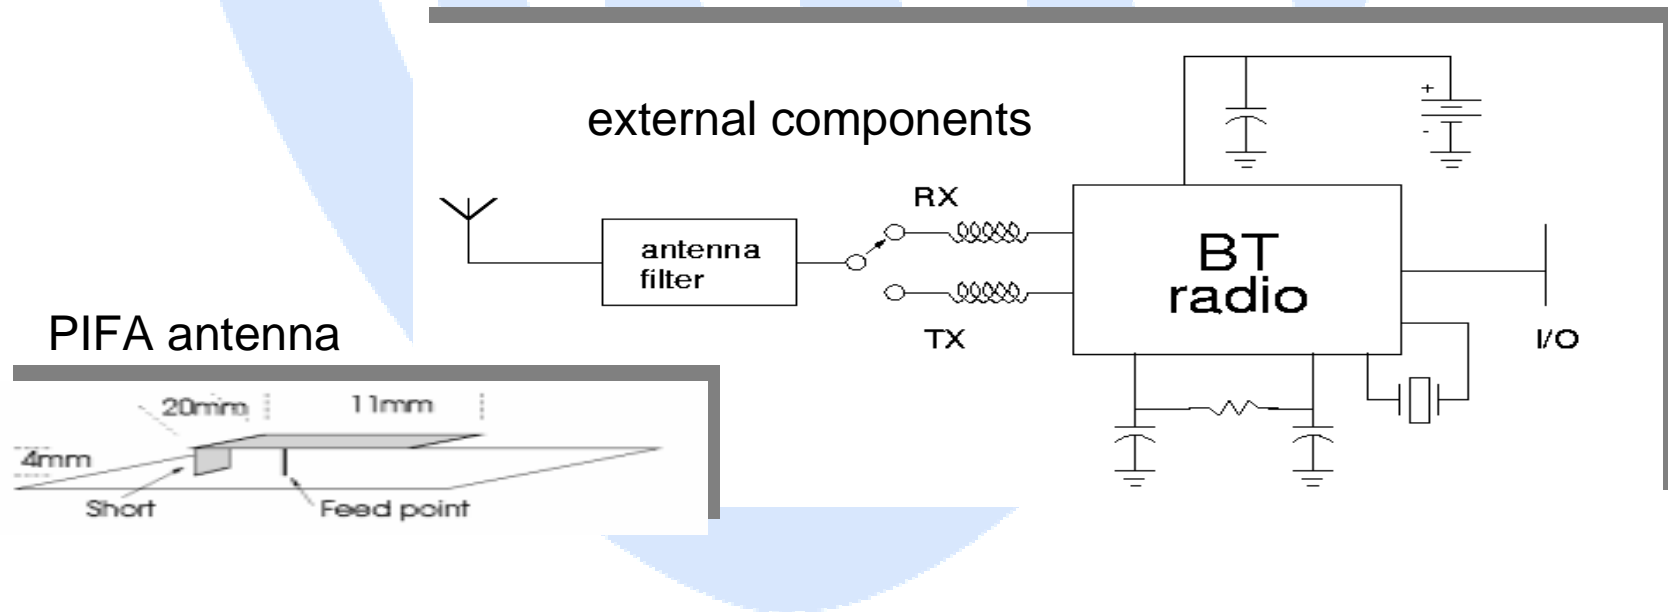 external components
+
-
RX
antenna
filter
BT
radio
TX
I/O
PIFA antenna
20mm
11mm
4mm
Short
Feed point